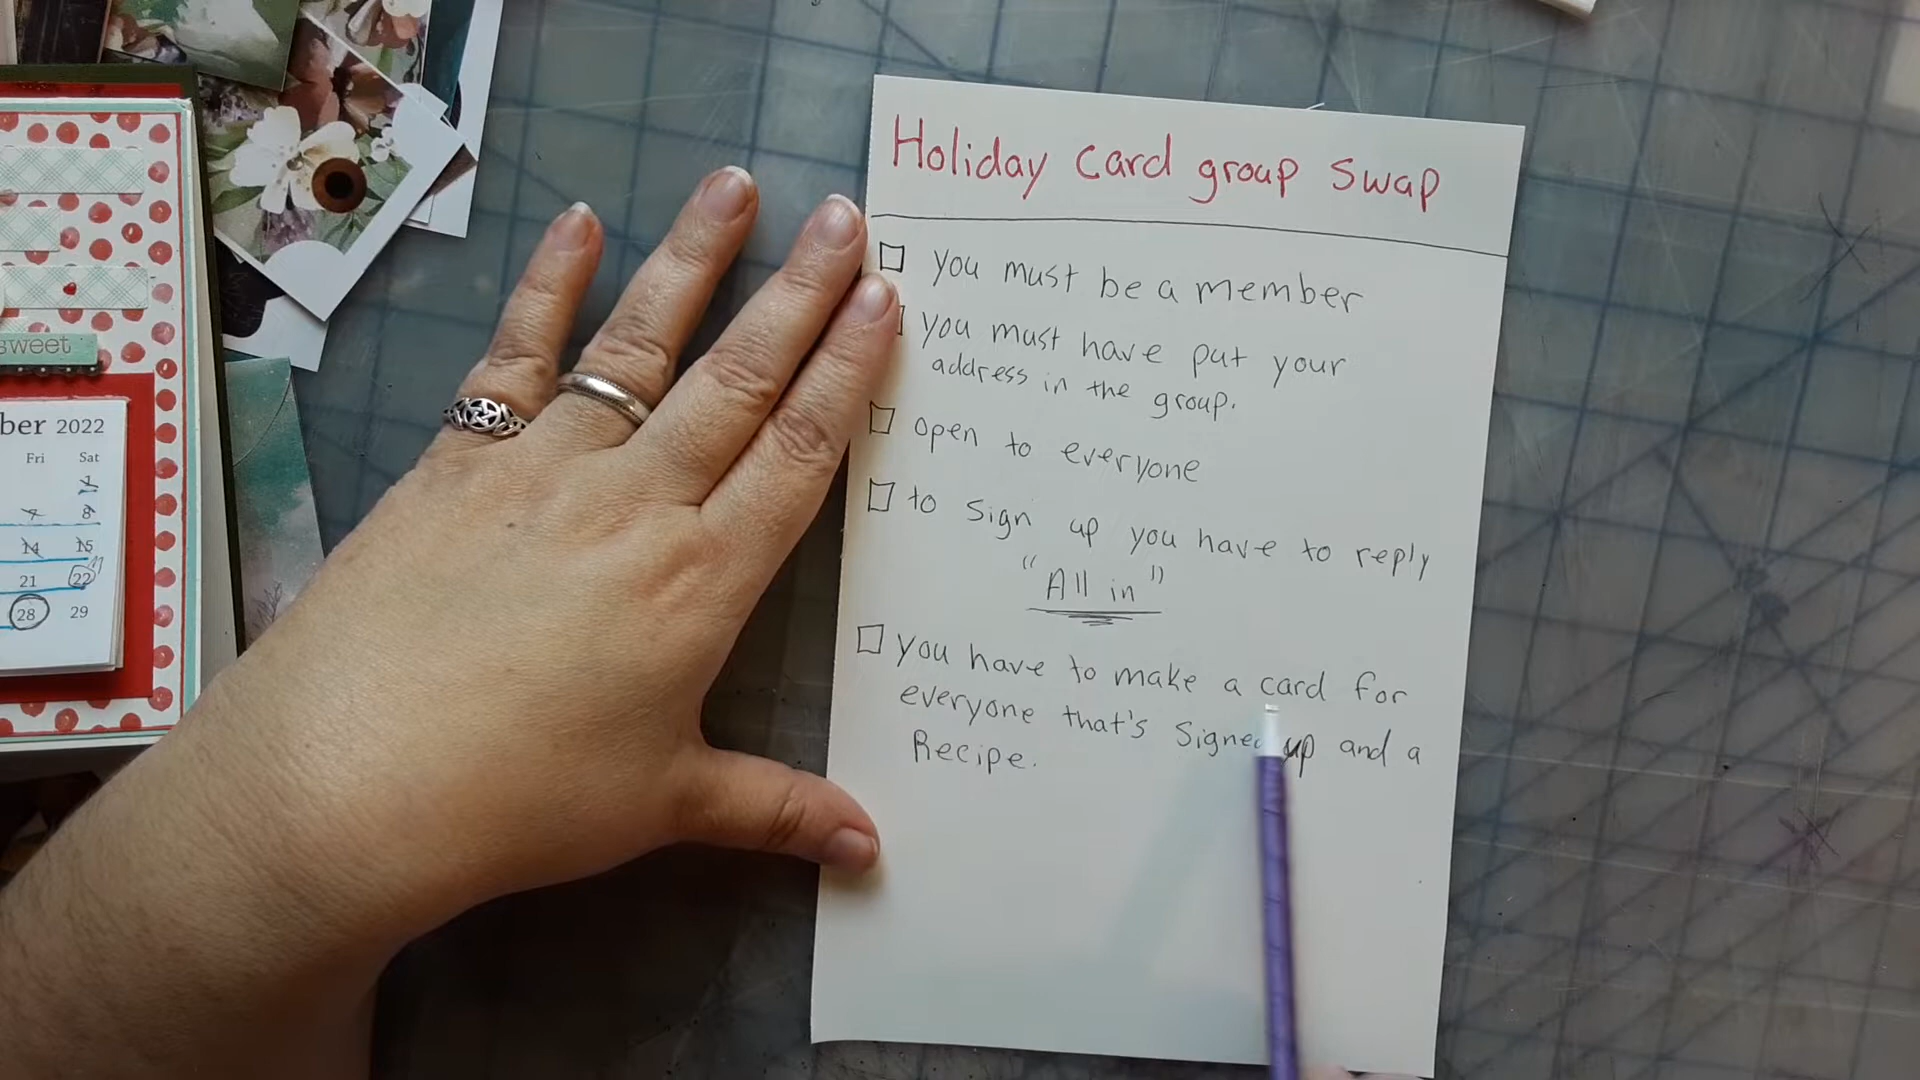 sweet
ber 2022
Fri Sat
1
7 8
14 15
21 22
28 29
Holiday Card group Swap
you must be a member
you must have put your
address in the group.
open to everyone
to sign up you have to reply
"All in"
you have to make a card for
everyone that's Signed up and a
Recipe.